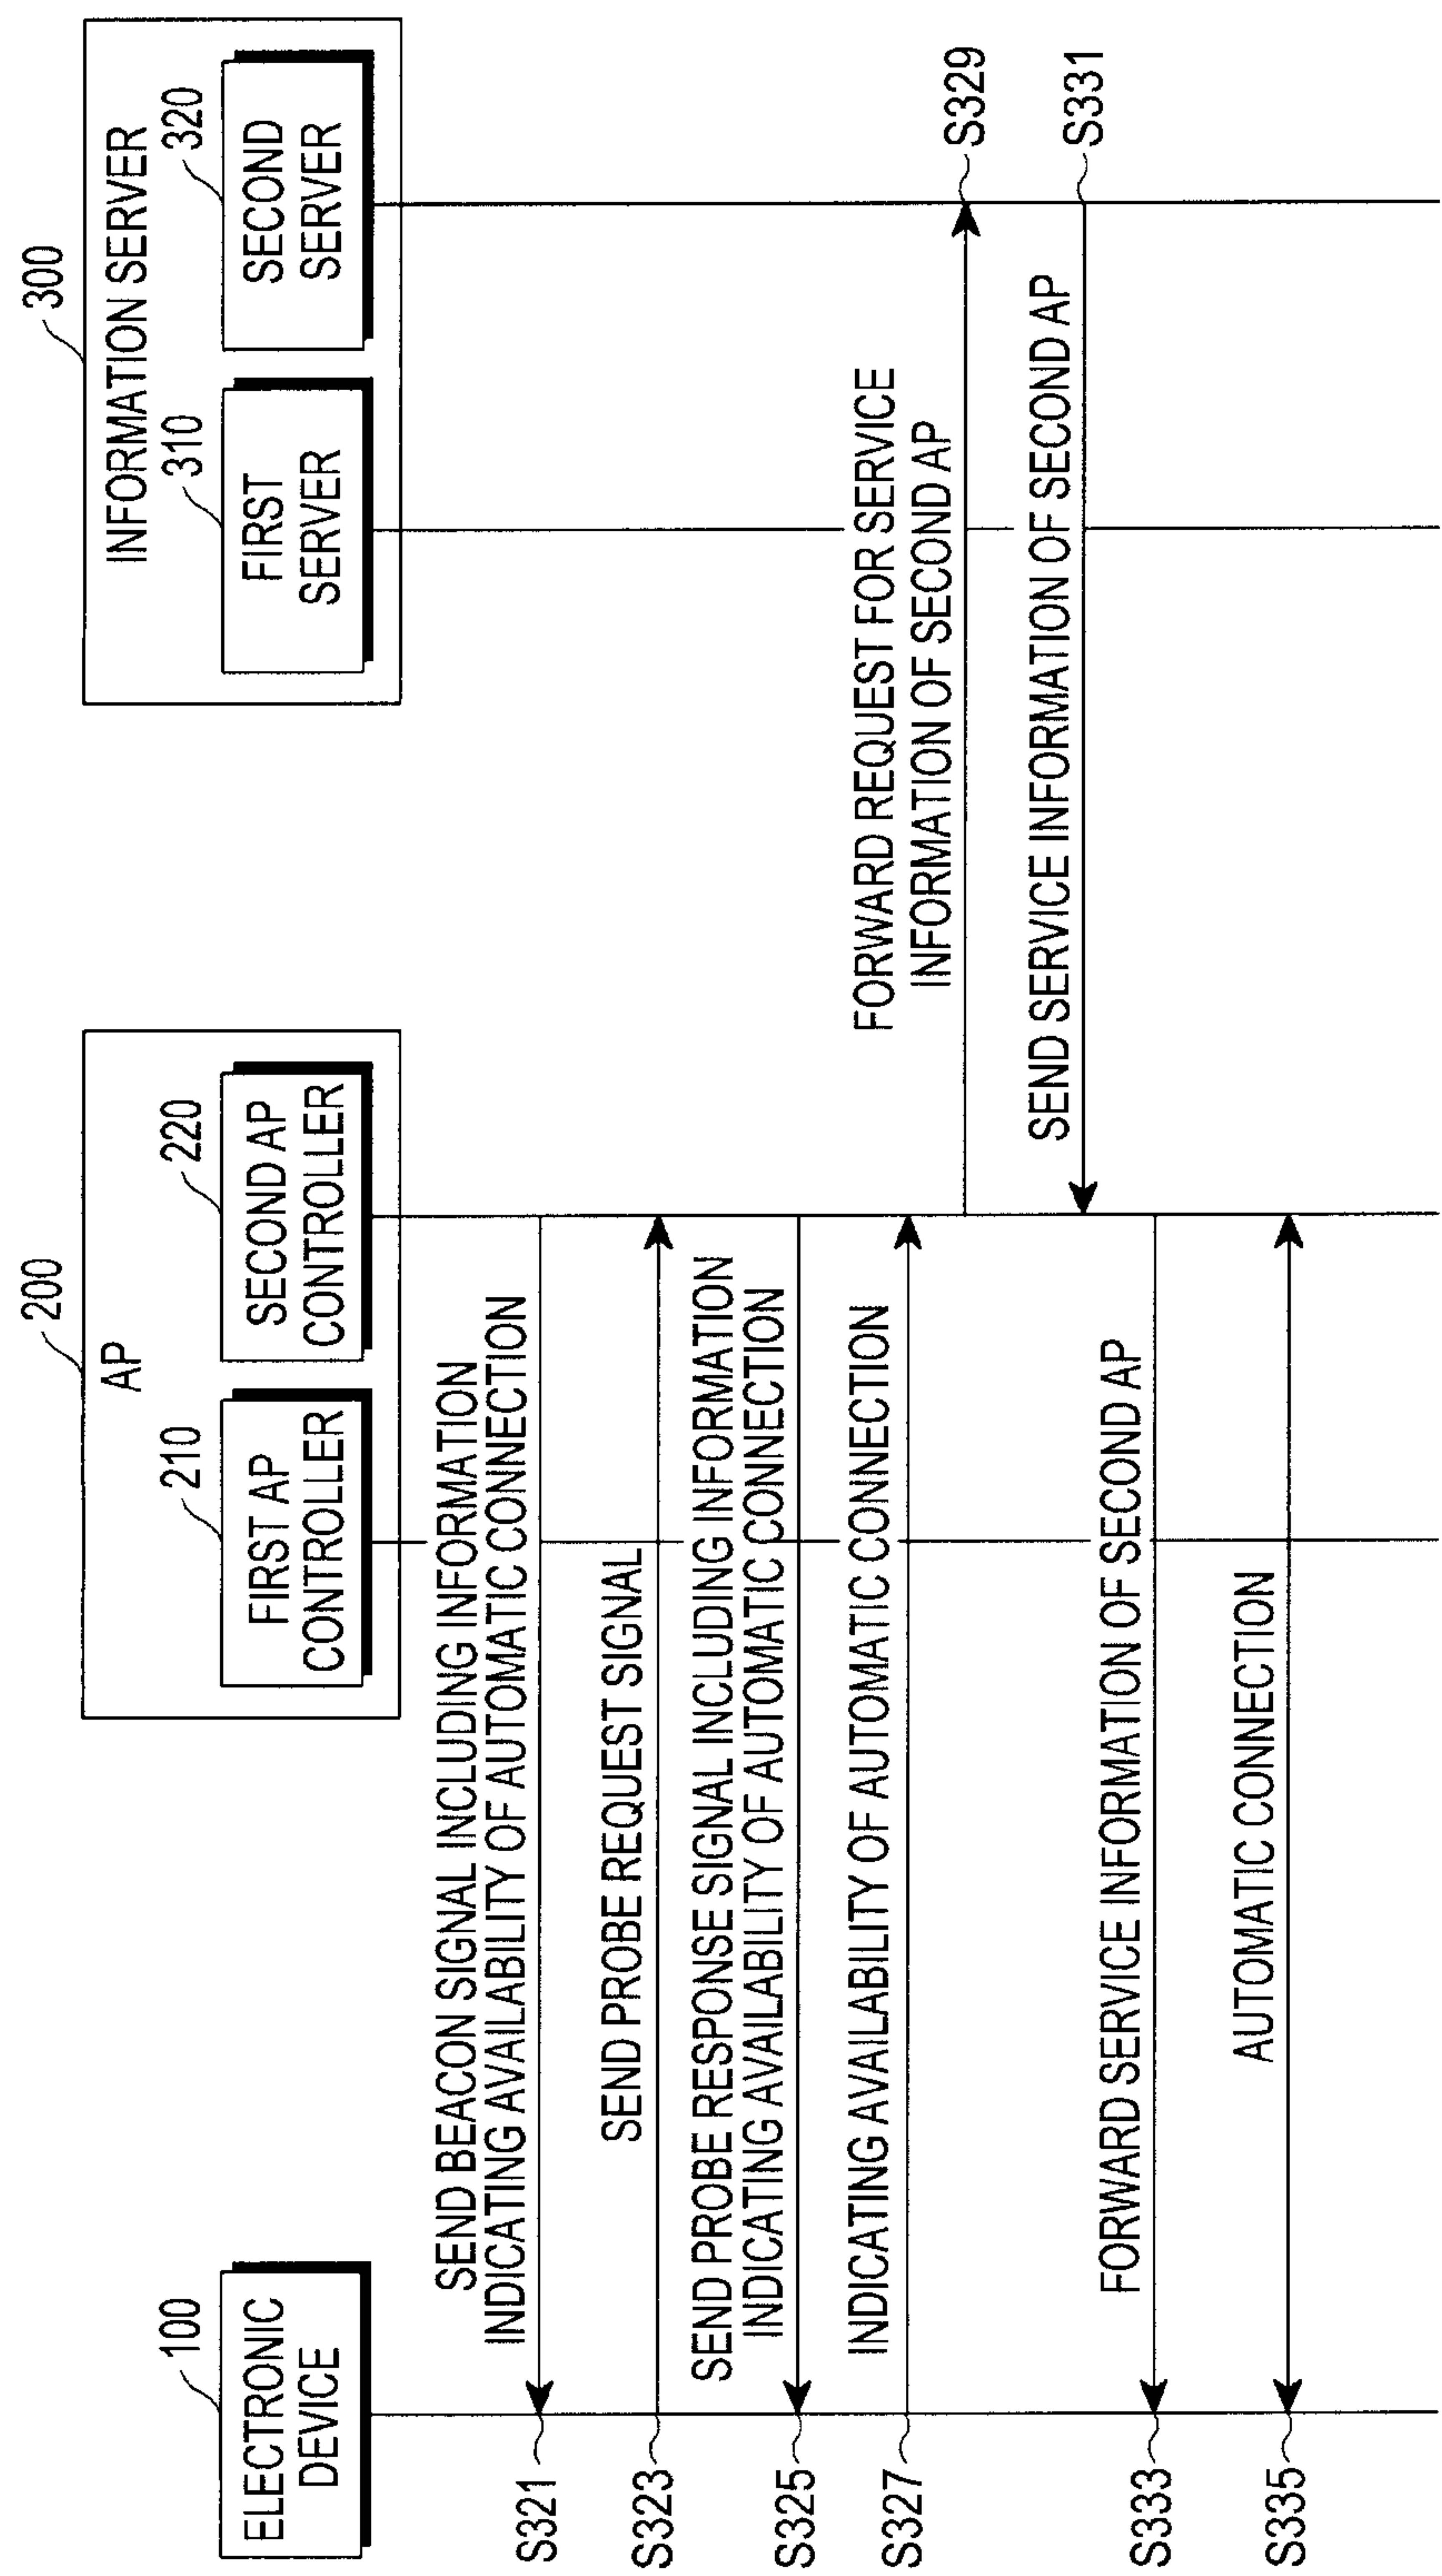 100
ELECTRONIC
DEVICE
200
AP
210
FIRST AP
CONTROLLER
220
SECOND AP
CONTROLLER
300
INFORMATION SERVER
310
FIRST
SERVER
320
SECOND
SERVER
SEND BEACON SIGNAL INCLUDING INFORMATION
INDICATING AVAILABILITY OF AUTOMATIC CONNECTION
S321
SEND PROBE REQUEST SIGNAL
S323
SEND PROBE RESPONSE SIGNAL INCLUDING INFORMATION
INDICATING AVAILABILITY OF AUTOMATIC CONNECTION
S325
INDICATING AVAILABILITY OF AUTOMATIC CONNECTION
S327
FORWARD REQUEST FOR SERVICE
INFORMATION OF SECOND AP
S329
SEND SERVICE INFORMATION OF SECOND AP
S331
FORWARD SERVICE INFORMATION OF SECOND AP
S333
AUTOMATIC CONNECTION
S335